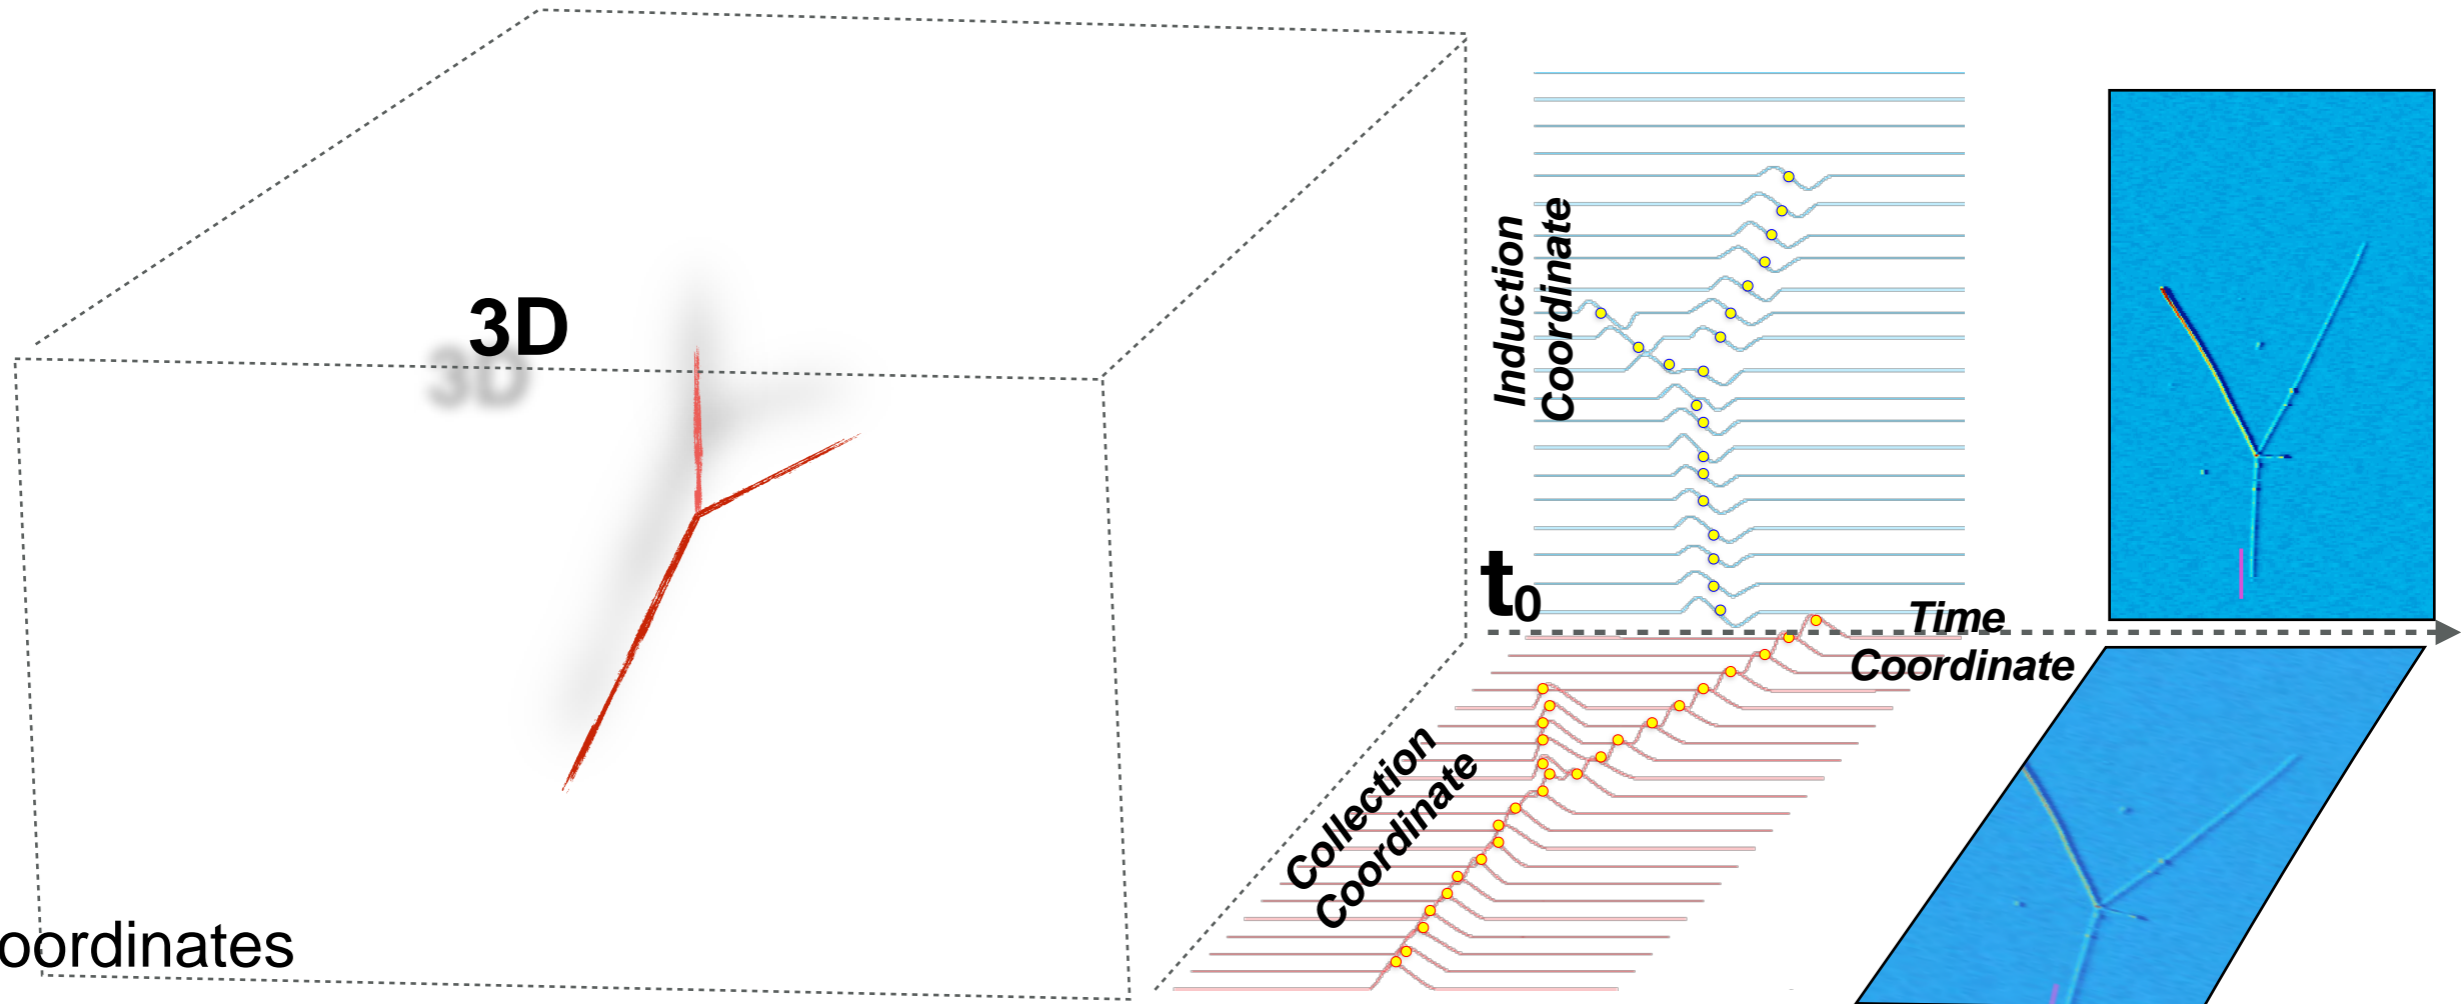 3D
Induction
Coordinate
t₀
Time
Coordinate
Collection
Coordinate
oordinates